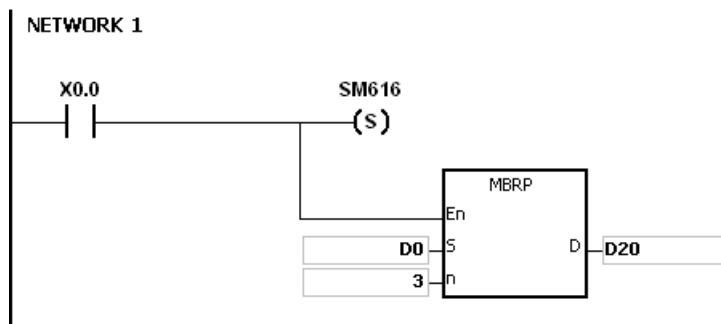 NETWORK 1
X0.0 SM616
(S)
MBRP
En
D0 S D D20
3 n